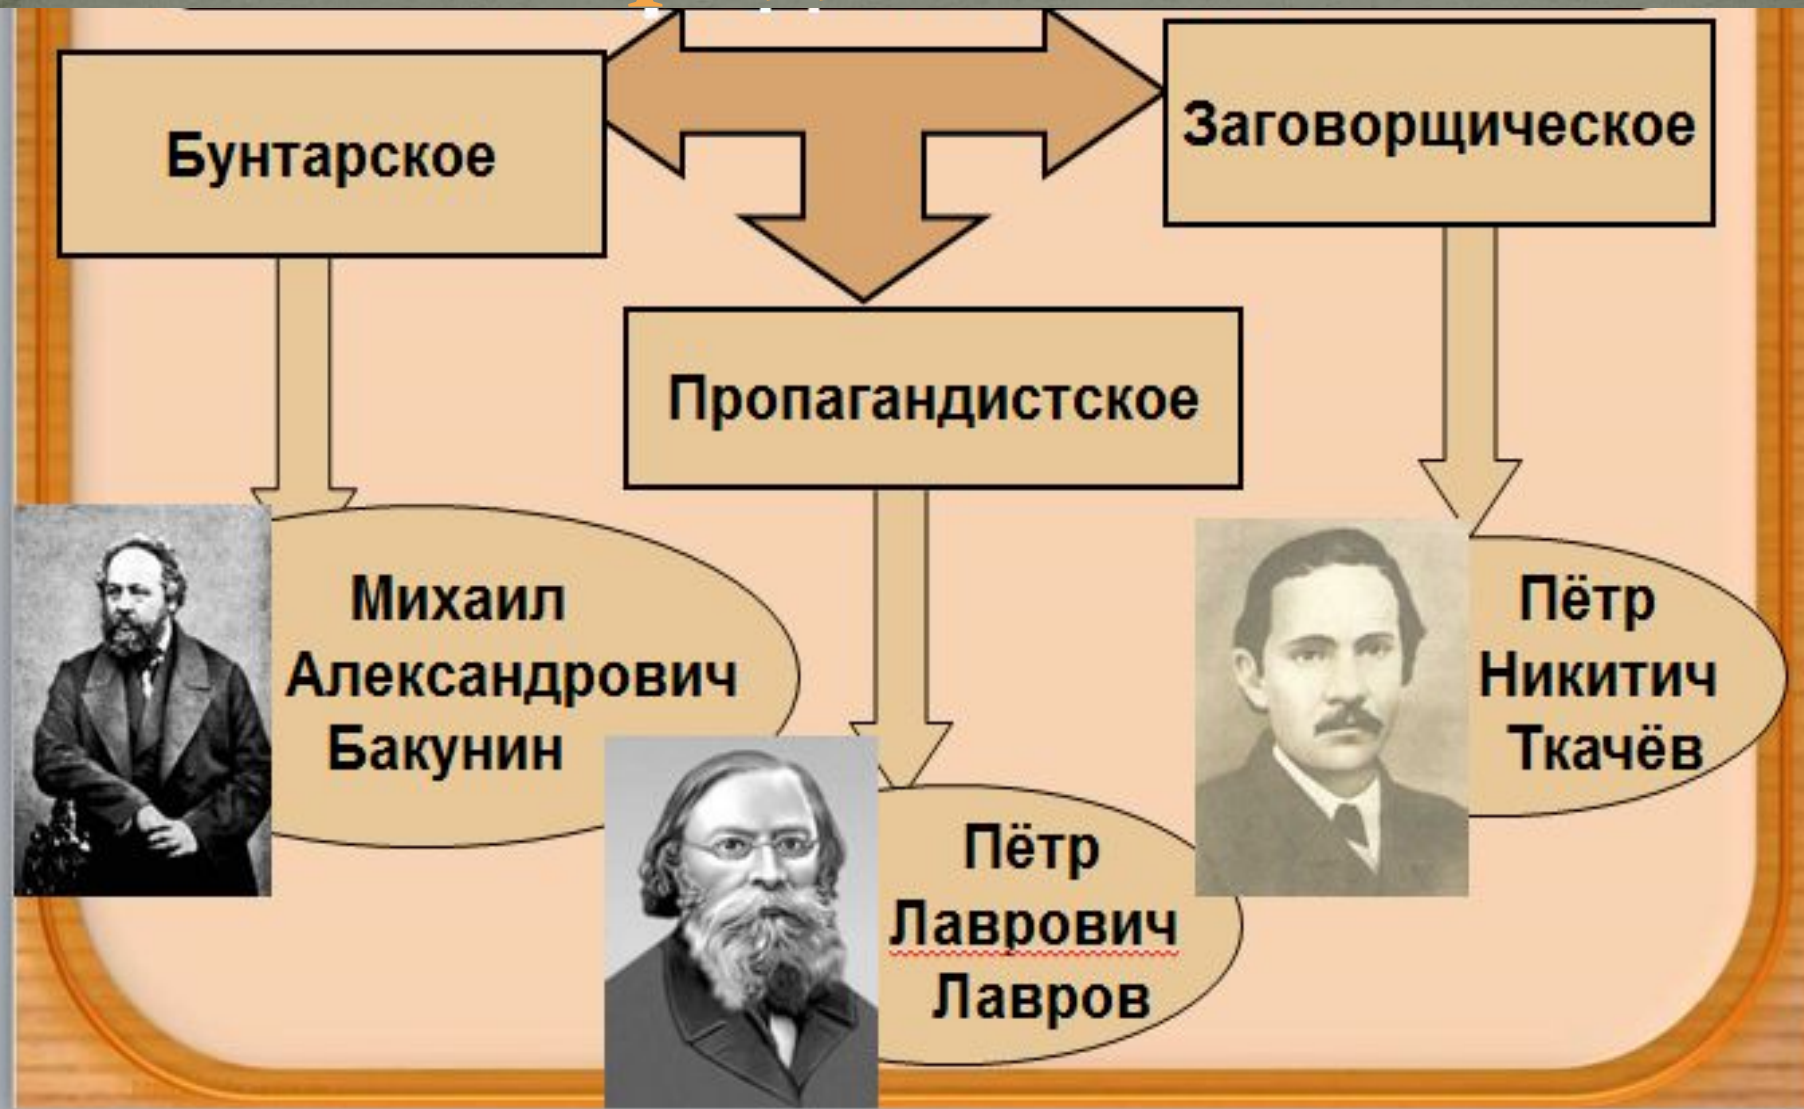 Бунтарское
Заговорщическое
Пропагандистское
Михаил
Александрович
Бакунин
Пётр
Никитич
Ткачёв
Пётр
Лаврович
Лавров